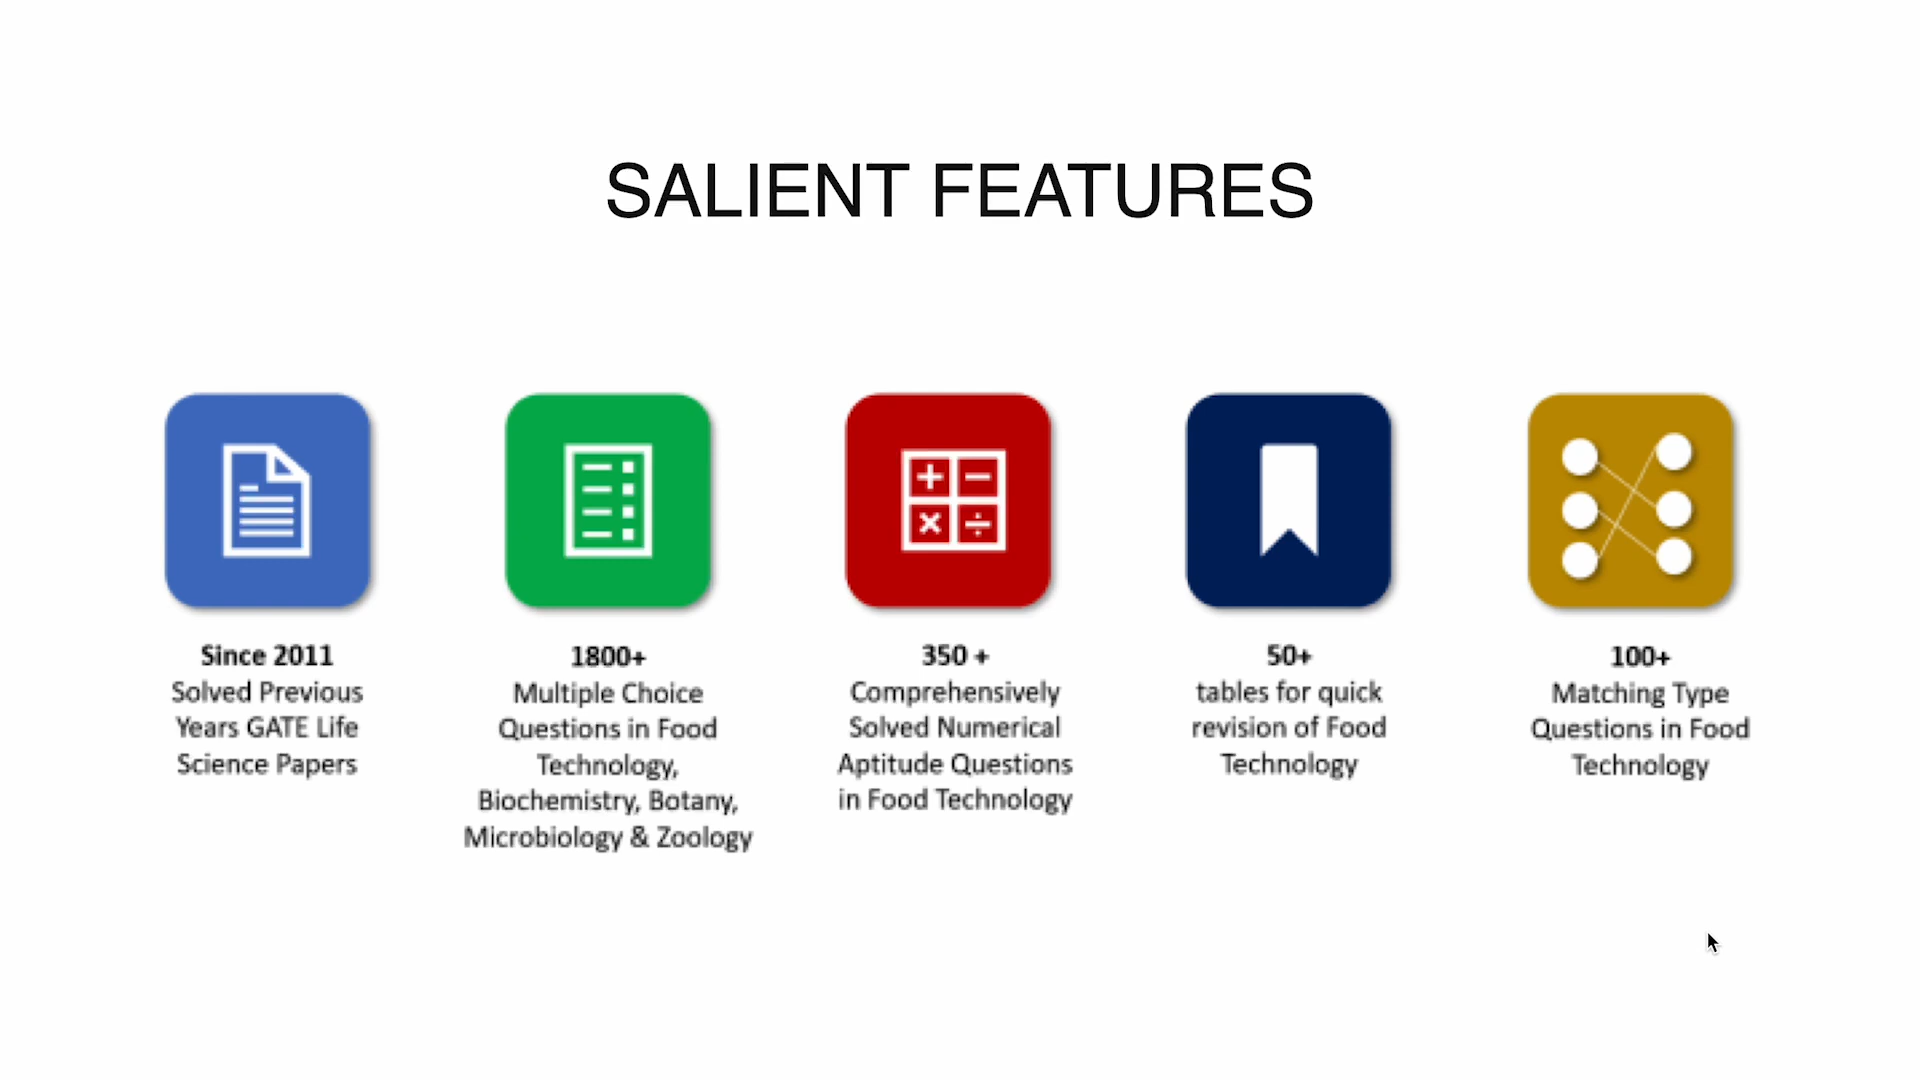 SALIENT FEATURES
Since 2011
Solved Previous
Years GATE Life
Science Papers
1800+
Multiple Choice
Questions in Food
Technology,
Biochemistry, Botany,
Microbiology & Zoology
350 +
Comprehensively
Solved Numerical
Aptitude Questions
in Food Technology
50+
tables for quick
revision of Food
Technology
100+
Matching Type
Questions in Food
Technology